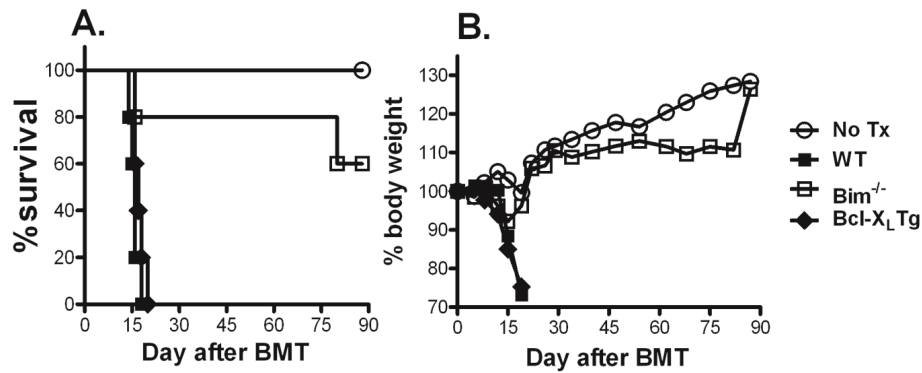 A.
B.
%survival
100
80
60
40
20
0
0 15 30 45 60 75 90
Day after BMT
% body weight
130
120
110
100
90
80
70
0 15 30 45 60 75 90
Day after BMT
No Tx
WT
Bim-/-
Bcl-XLTg